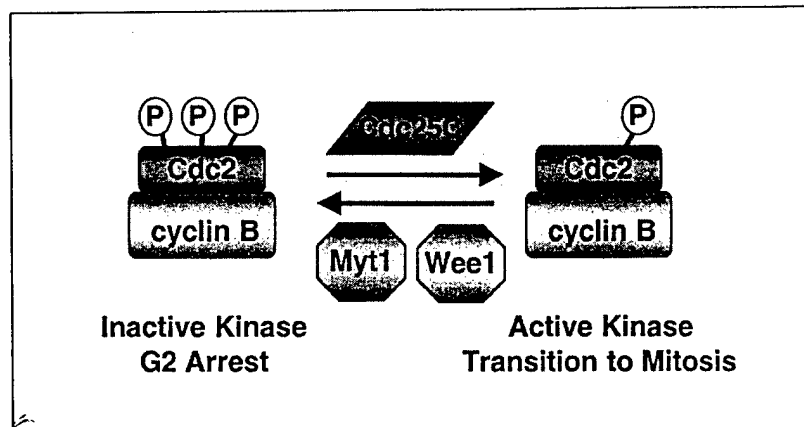 P P P
Cdc2
cyclin B
Cdc25C
Myt1 Wee1
P
Cdc2
cyclin B
Inactive Kinase
G2 Arrest
Active Kinase
Transition to Mitosis